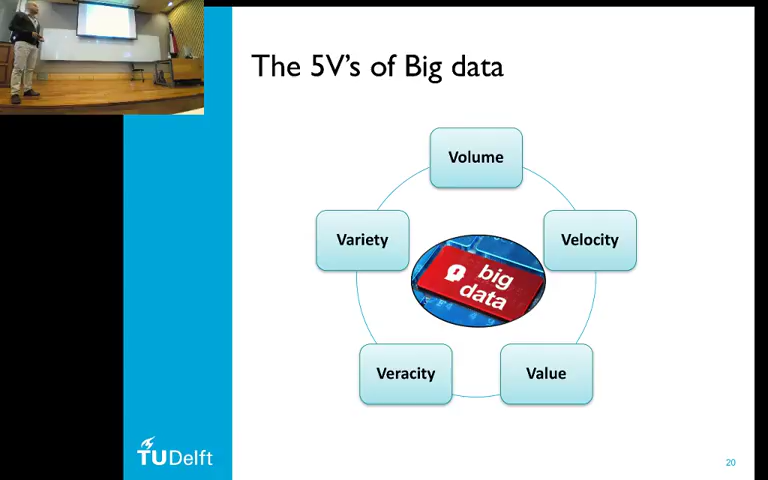 The 5V's of Big data
Volume
Variety
Velocity
big
data
Veracity
Value
TUDelft
20